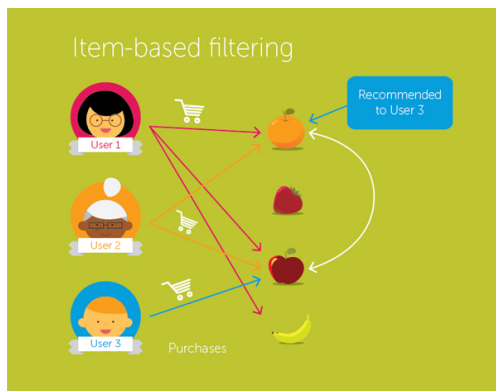 Item-based filtering
Recommended
to User 3
User 1
User 2
User 3
Purchases